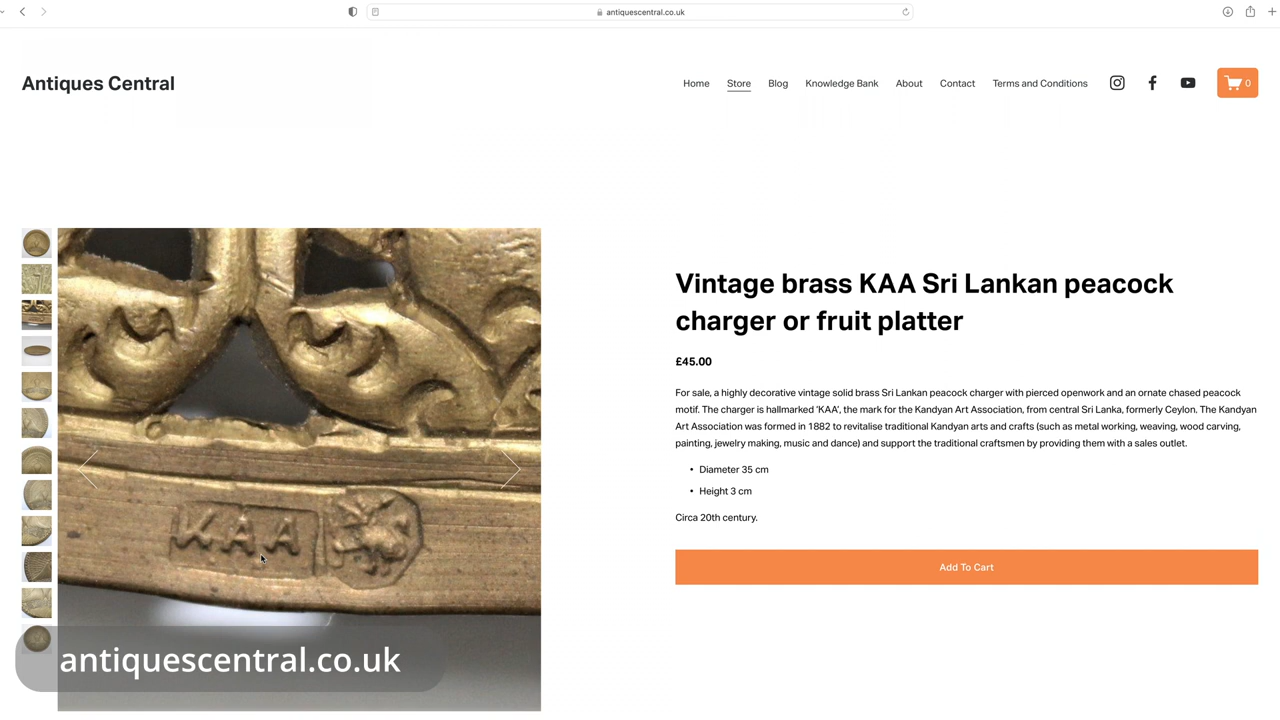 antiquescentral.co.uk
Antiques Central
Home Store Blog Knowledge Bank About Contact Terms and Conditions 0
Vintage brass KAA Sri Lankan peacock
charger or fruit platter
£45.00
For sale, a highly decorative vintage solid brass Sri Lankan peacock charger with pierced openwork and an ornate chased peacock
motif. The charger is hallmarked ‘KAA’, the mark for the Kandyan Art Association, from central Sri Lanka, formerly Ceylon. The Kandyan
Art Association was formed in 1882 to revitalise traditional Kandyan arts and crafts (such as metal working, weaving, wood carving,
painting, jewelry making, music and dance) and support the traditional craftsmen by providing them with a sales outlet.
• Diameter 35 cm
• Height 3 cm
Circa 20th century.
Add To Cart
KAA
antiquescentral.co.uk